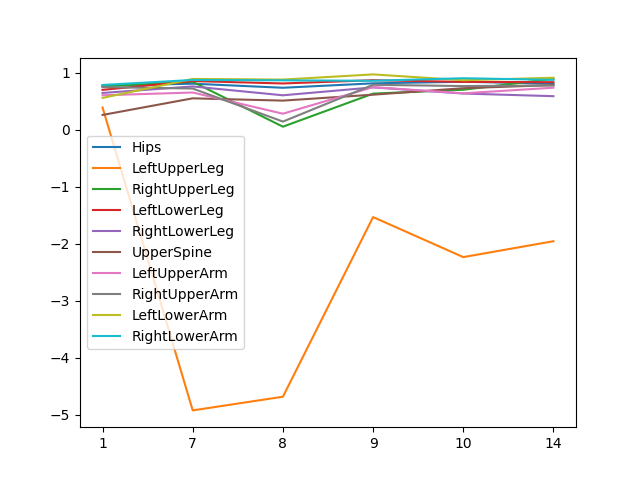 1
0
−1
−2
−3
−4
−5
Hips
LeftUpperLeg
RightUpperLeg
LeftLowerLeg
RightLowerLeg
UpperSpine
LeftUpperArm
RightUpperArm
LeftLowerArm
RightLowerArm
1 7 8 9 10 14